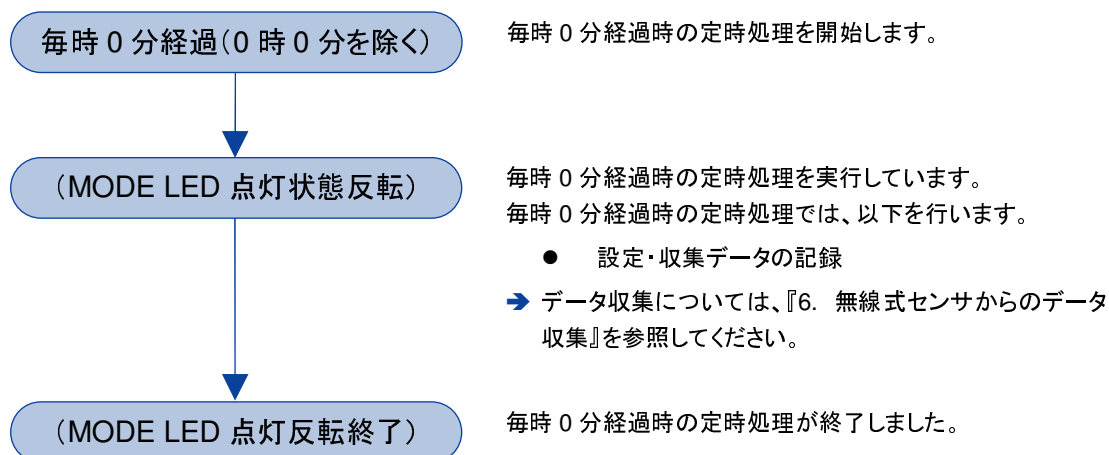 毎時 0 分経過(0 時 0 分を除く)
毎時 0 分経過時の定時処理を開始します。
(MODE LED 点灯状態反転)
毎時 0 分経過時の定時処理を実行しています。
毎時 0 分経過時の定時処理では、以下を行います。
● 設定・収集データの記録
➔ データ収集については、『6. 無線式センサからのデータ
収集』を参照してください。
(MODE LED 点灯反転終了)
毎時 0 分経過時の定時処理が終了しました。